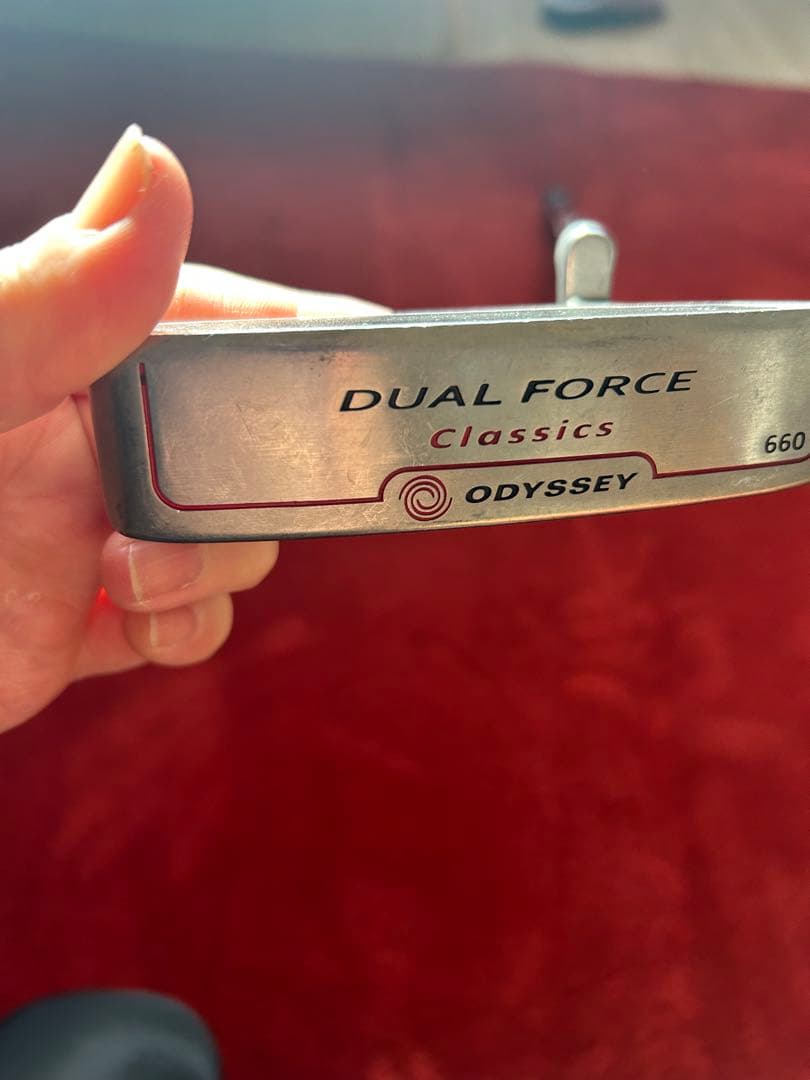 DUAL FORCE
Classics
660
ODYSSEY